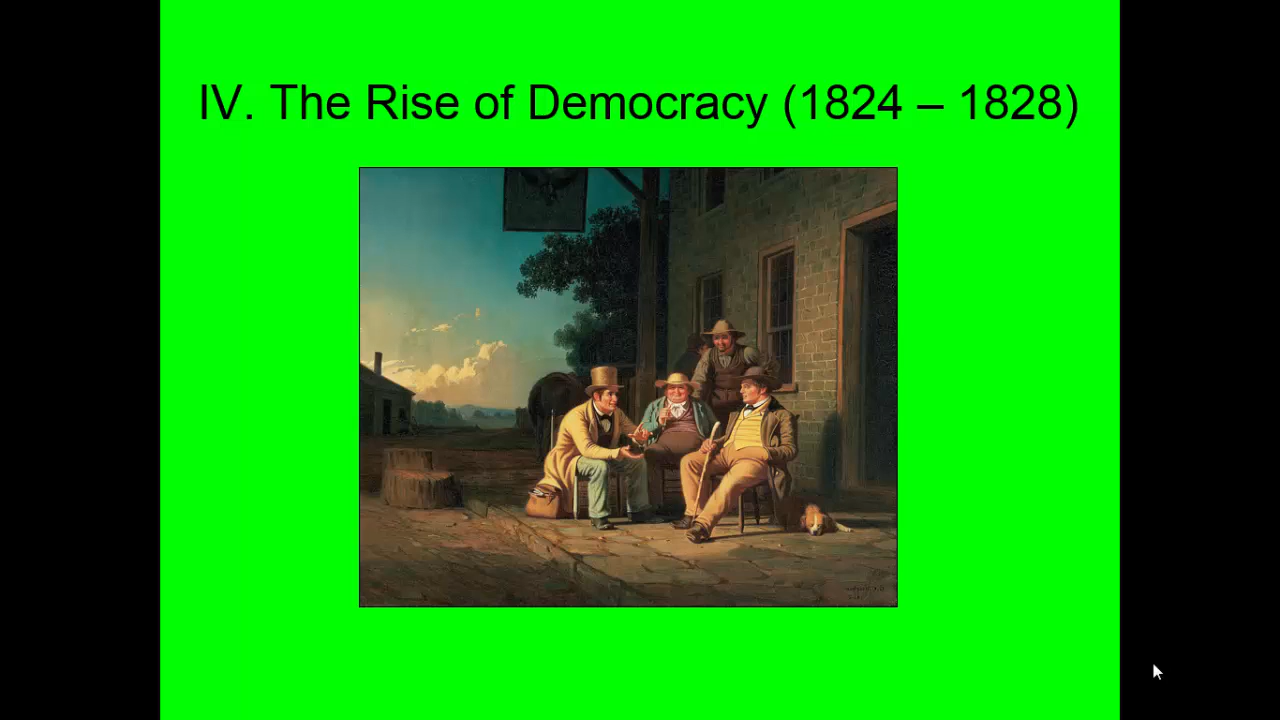 IV. The Rise of Democracy (1824 – 1828)